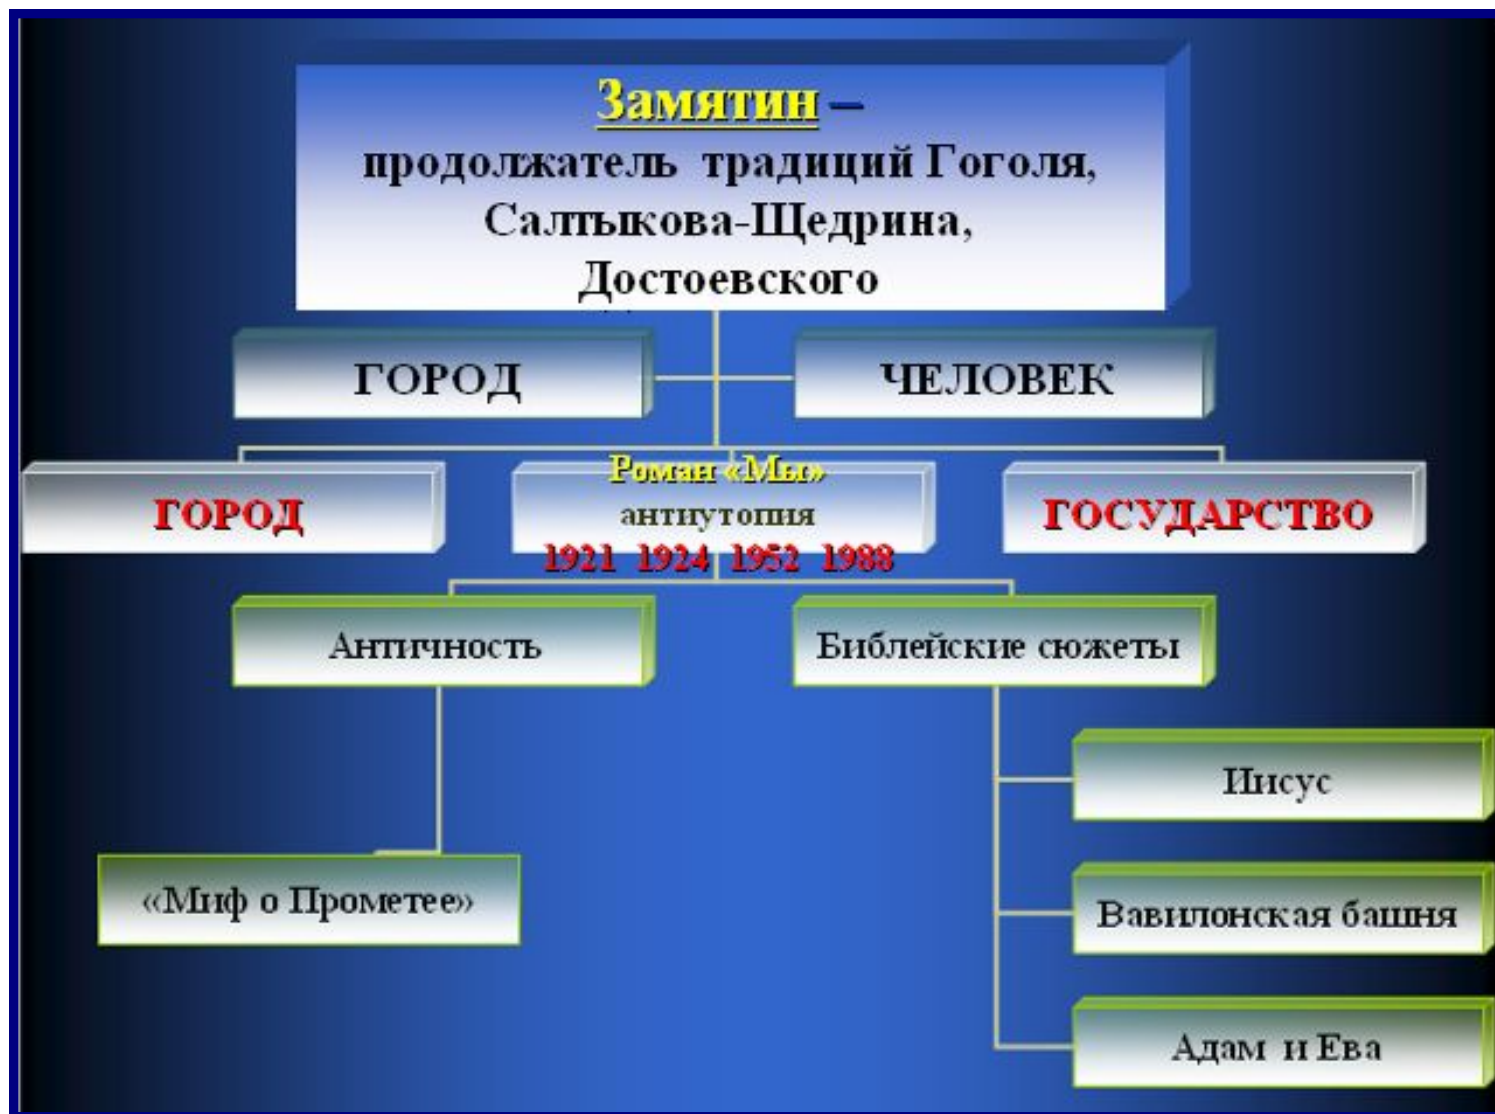 Замятин –
продолжатель традиций Гоголя,
Салтыкова-Щедрина,
Достоевского
ГОРОД
ЧЕЛОВЕК
ГОРОД
Роман «Мы»
антиутопия
1921 1924 1952 1988
ГОСУДАРСТВО
Античность
Библейские сюжеты
Иисус
«Миф о Прометее»
Вавилонская башня
Адам и Ева